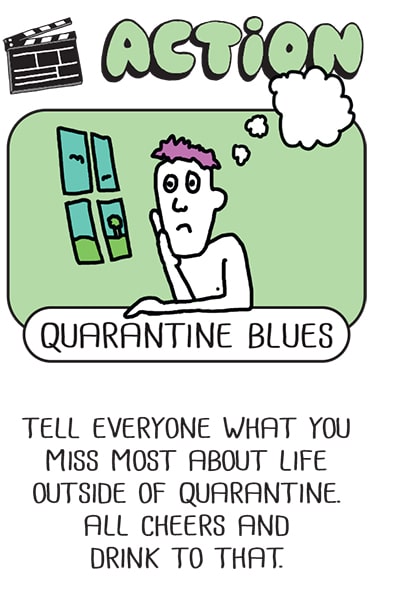 ACTION
QUARANTINE BLUES
TELL EVERYONE WHAT YOU
MISS MOST ABOUT LIFE
OUTSIDE OF QUARANTINE.
ALL CHEERS AND
DRINK TO THAT.